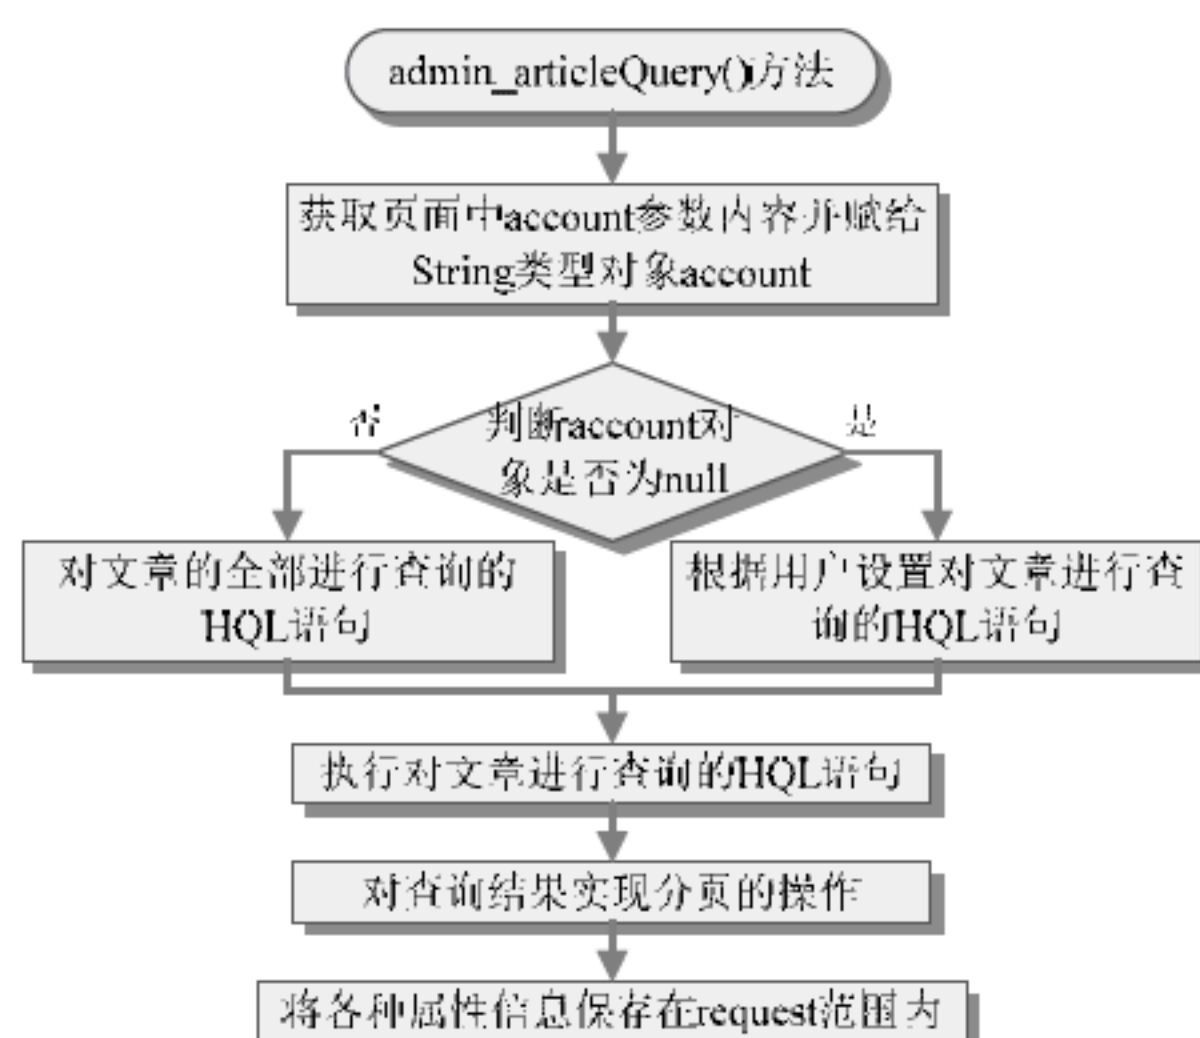 admin_articleQuery()方法
获取页面中account参数内容并赋给
String类型对象account
否
判断account对
象是否为null
是
对文章的全部进行查询的
HQL语句
根据用户设置对文章进行查
询的HQL语句
执行对文章进行查询的HQL语句
对查询结果实现分页的操作
将各种属性信息保存在request范围内